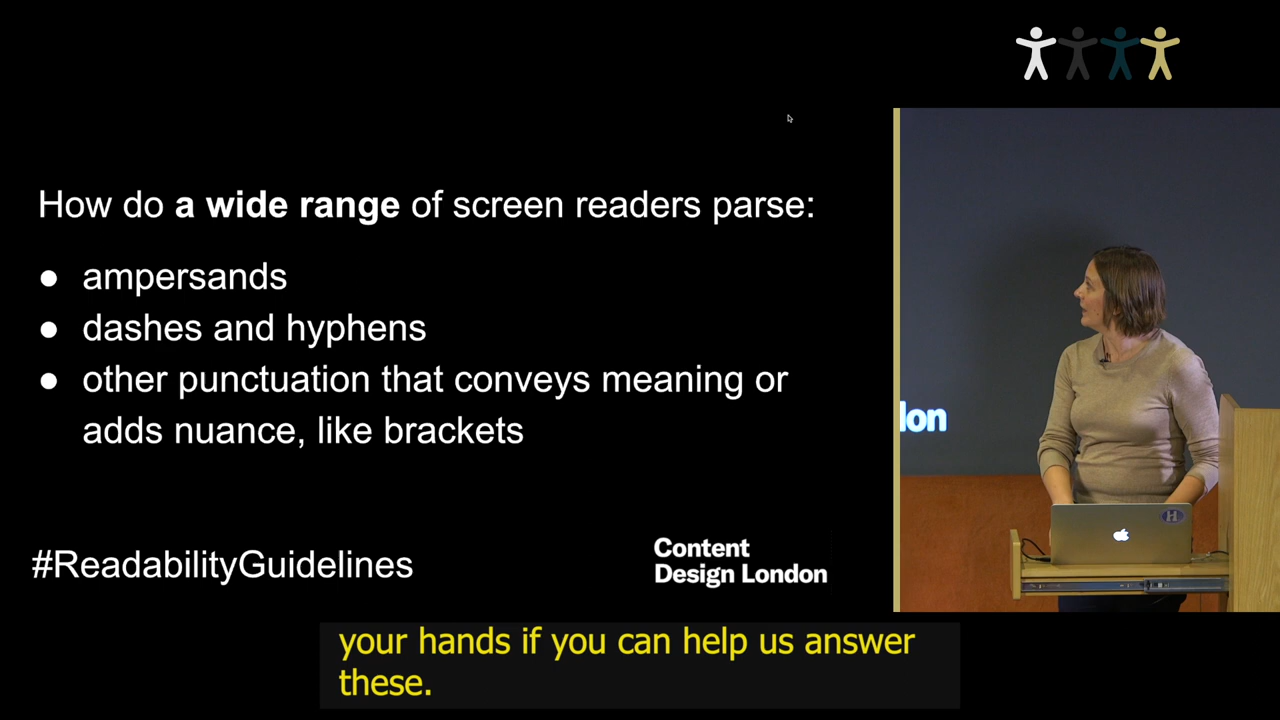 How do a wide range of screen readers parse:
● ampersands
● dashes and hyphens
● other punctuation that conveys meaning or
adds nuance, like brackets
#ReadabilityGuidelines
Content
Design London
lon
H
your hands if you can help us answer
these.